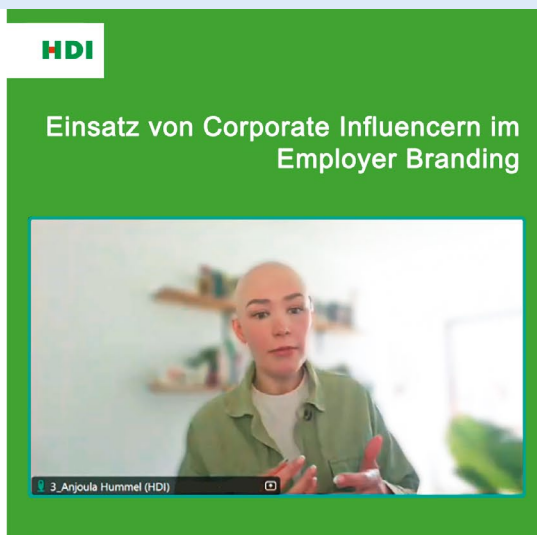 HDI
Einsatz von Corporate Influencern im
Employer Branding
3_Anjoula Hummel (HDI)